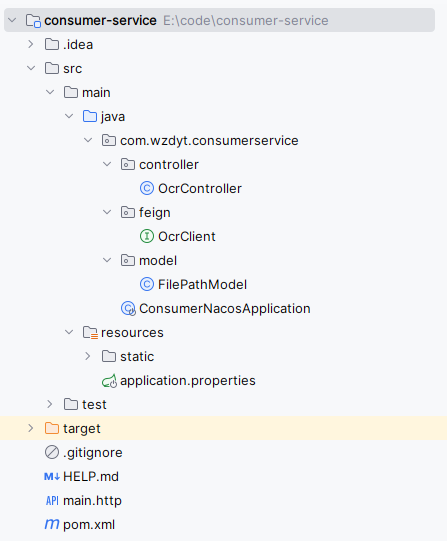 consumer-service E:\code\consumer-service
.idea
src
main
java
com.wzdyt.consumerservice
controller
C OcrController
feign
I OcrClient
model
C FilePathModel
C ConsumerNacosApplication
resources
static
application.properties
test
target
.gitignore
M↓ HELP.md
API main.http
m pom.xml